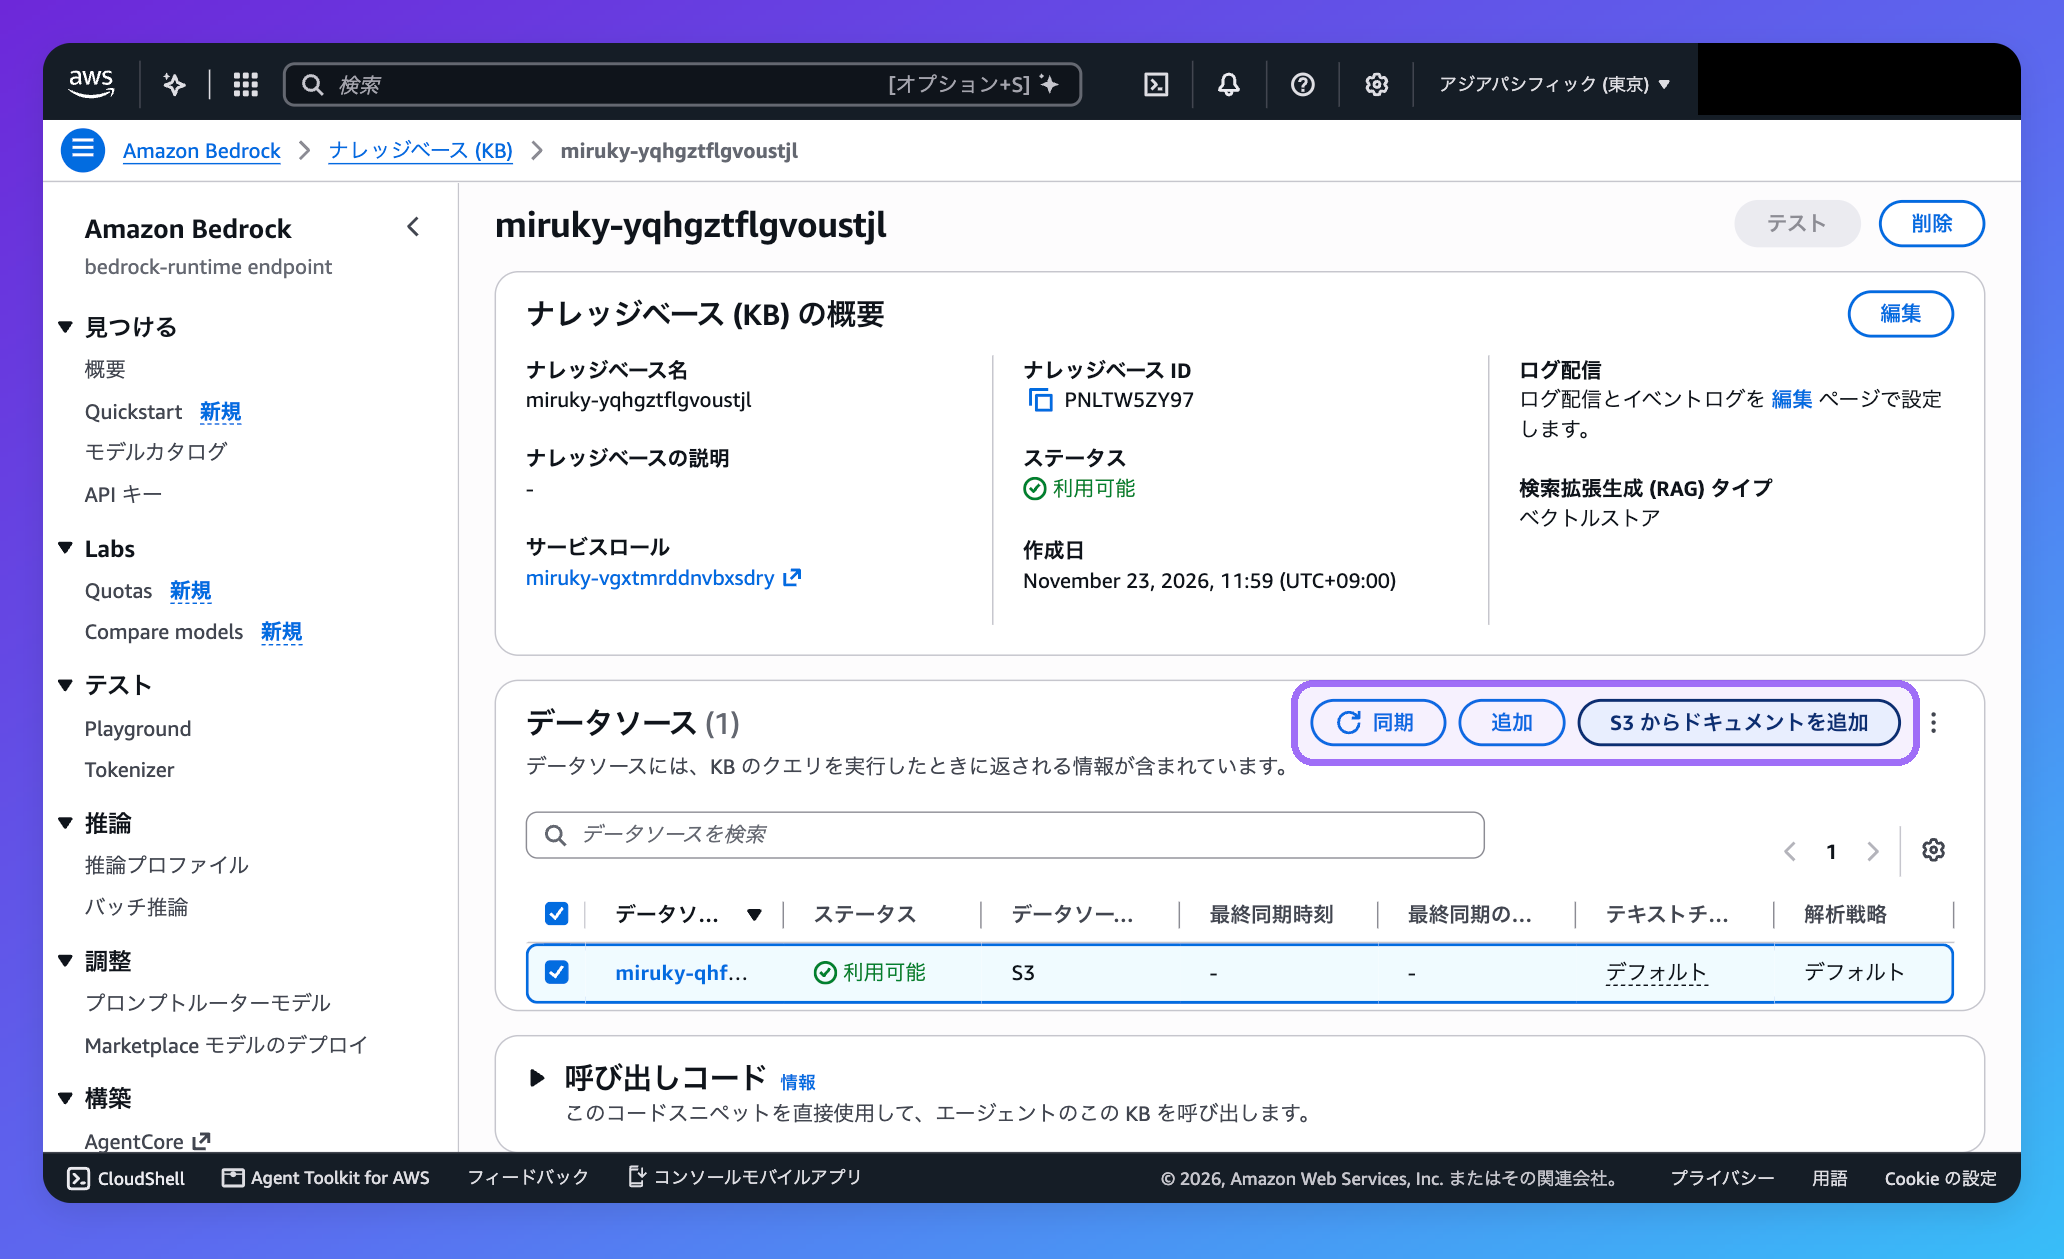 aws
検索
[オプション+S]
アジアパシフィック (東京) ▼
Amazon Bedrock
ナレッジベース (KB)
miruky-yqhgztflgvoustjl
Amazon Bedrock
bedrock-runtime endpoint
見つける
概要
Quickstart 新規
モデルカタログ
API キー
Labs
Quotas 新規
Compare models 新規
テスト
Playground
Tokenizer
推論
推論プロファイル
バッチ推論
調整
プロンプトルーターモデル
Marketplace モデルのデプロイ
構築
AgentCore
miruky-yqhgztflgvoustjl
テスト
削除
ナレッジベース (KB) の概要
編集
ナレッジベース名
miruky-yqhgztflgvoustjl
ナレッジベースの説明
-
サービスロール
miruky-vgxtmrddnvbxsdry
ナレッジベース ID
PNLTW5ZY97
ステータス
利用可能
作成日
November 23, 2026, 11:59 (UTC+09:00)
ログ配信
ログ配信とイベントログを 編集 ページで設定
します。
検索拡張生成 (RAG) タイプ
ベクトルストア
データソース (1)
同期
追加
S3 からドキュメントを追加
データソースには、KB のクエリを実行したときに返される情報が含まれています。
データソースを検索
1
データソ... ステータス データソー... 最終同期時刻 最終同期の... テキストチ... 解析戦略
miruky-qhf... 利用可能 S3 - - デフォルト デフォルト
呼び出しコード 情報
このコードスニペットを直接使用して、エージェントのこの KB を呼び出します。
CloudShell
Agent Toolkit for AWS
フィードバック
コンソールモバイルアプリ
© 2026, Amazon Web Services, Inc. またはその関連会社。
プライバシー
用語
Cookie の設定